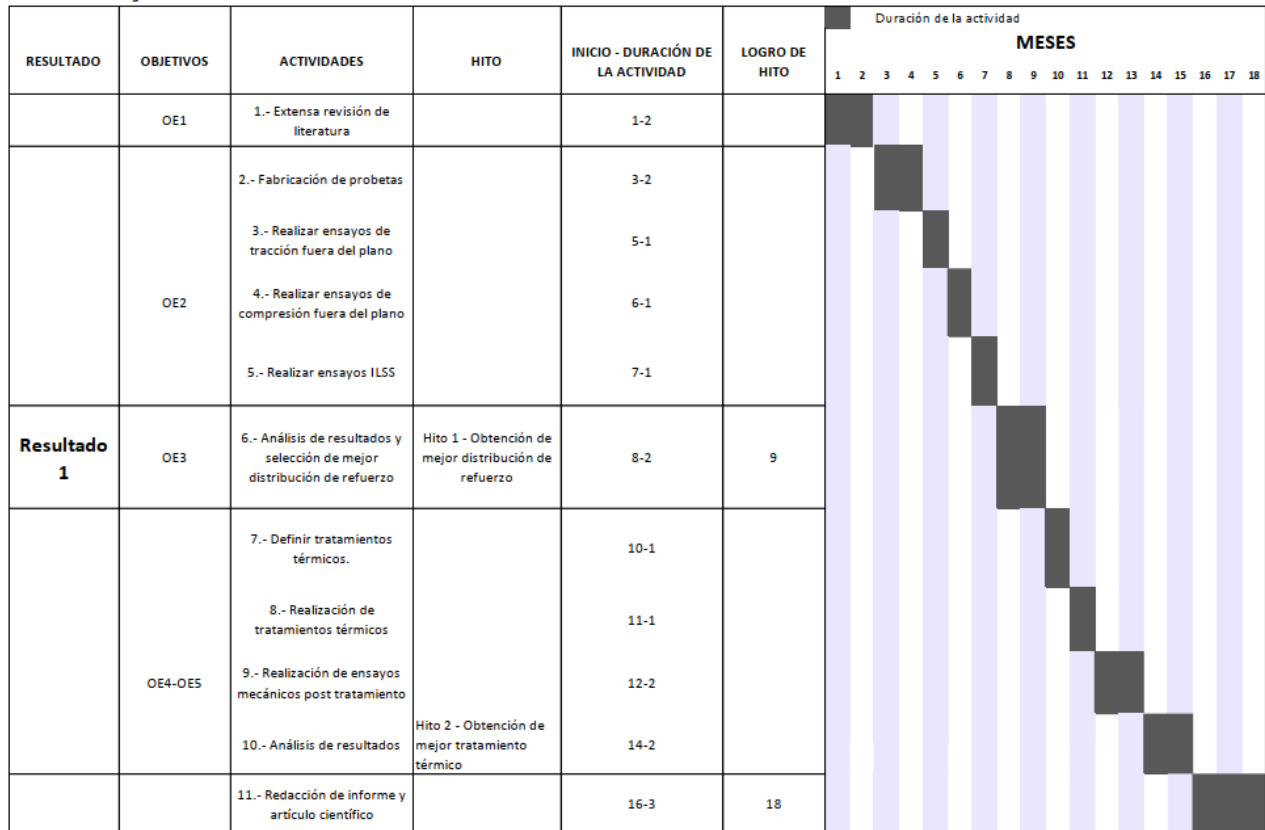 Duración de la actividad
MESES
RESULTADO OBJETIVOS ACTIVIDADES HITO INICIO - DURACIÓN DE LA ACTIVIDAD LOGRO DE HITO
1 2 3 4 5 6 7 8 9 10 11 12 13 14 15 16 17 18
OE1
1.- Extensa revisión de
literatura
1-2
OE2
2.- Fabricación de probetas
3-2
3.- Realizar ensayos de
tracción fuera del plano
5-1
4.- Realizar ensayos de
compresión fuera del plano
6-1
5.- Realizar ensayos ILSS
7-1
Resultado
1
OE3
6.- Análisis de resultados y
selección de mejor
distribución de refuerzo
Hito 1 - Obtención de
mejor distribución de
refuerzo
8-2
9
OE4-OE5
7.- Definir tratamientos
térmicos.
10-1
8.- Realización de
tratamientos térmicos
11-1
9.- Realización de ensayos
mecánicos post tratamiento
12-2
10.- Análisis de resultados
Hito 2 - Obtención de
mejor tratamiento
térmico
14-2
11.- Redacción de informe y
artículo científico
16-3
18